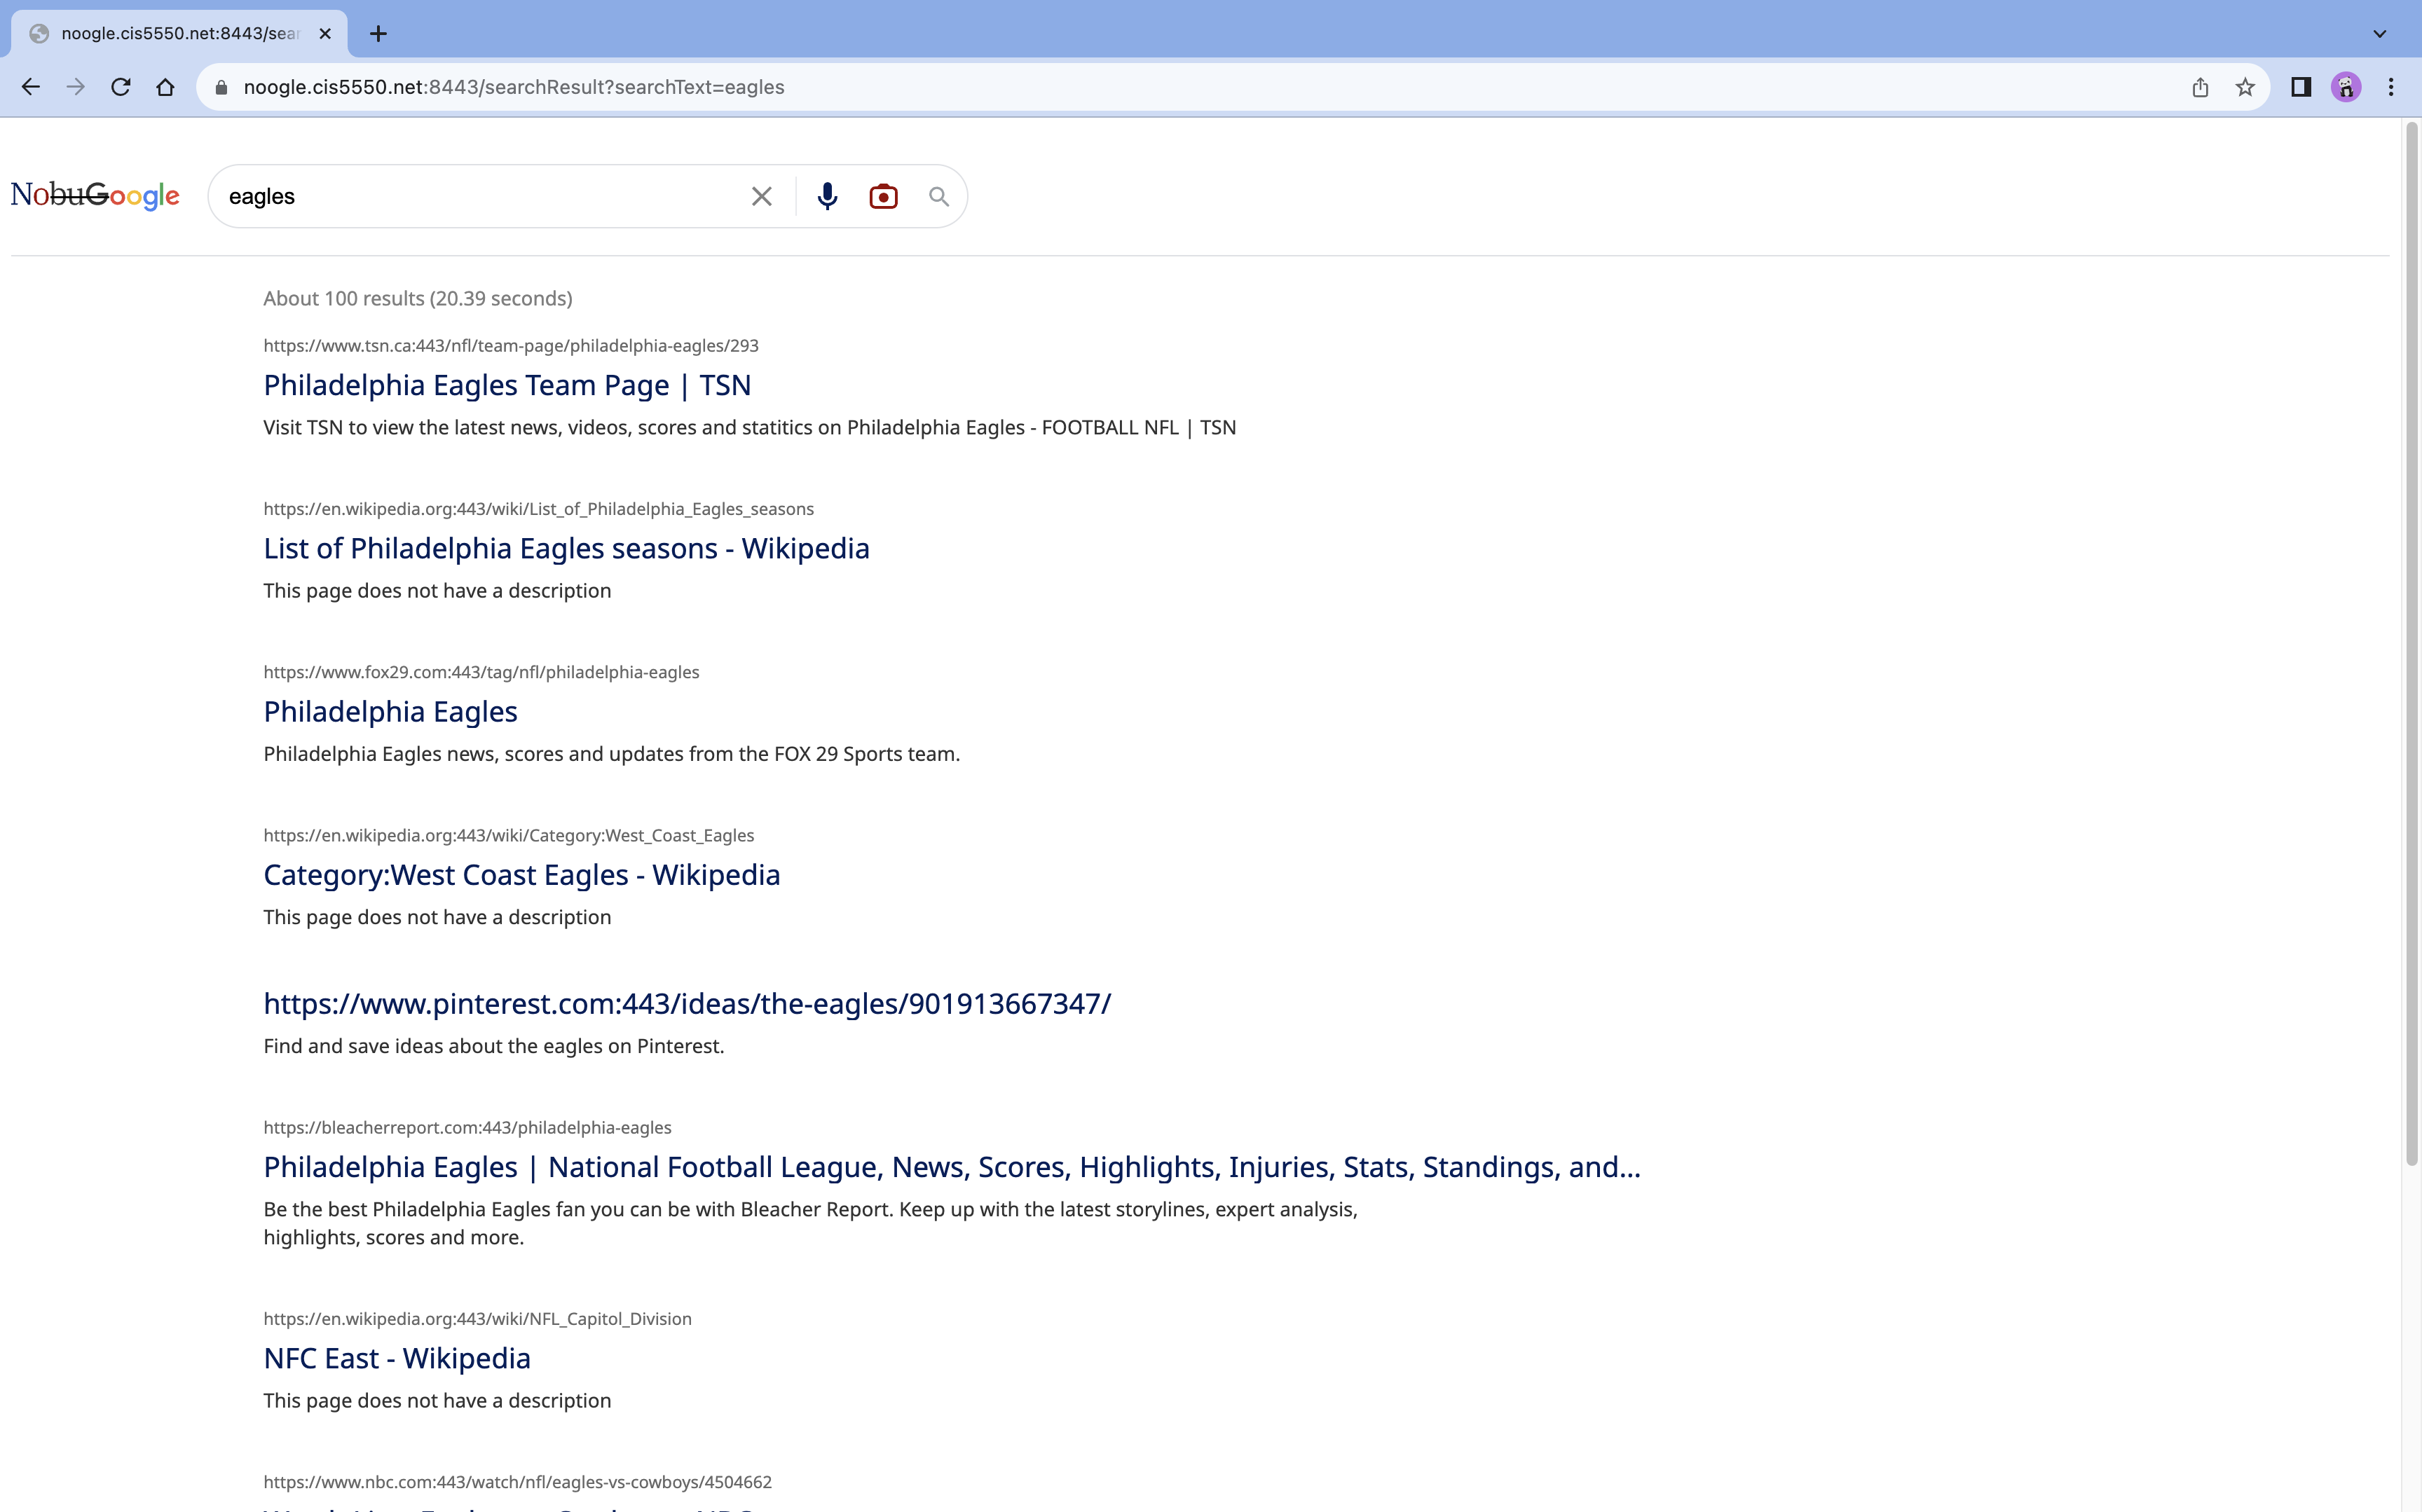 noogle.cis5550.net:8443/sear
noogle.cis5550.net:8443/searchResult?searchText=eagles
NobuGoogle
eagles
About 100 results (20.39 seconds)
https://www.tsn.ca:443/nfl/team-page/philadelphia-eagles/293
Philadelphia Eagles Team Page | TSN
Visit TSN to view the latest news, videos, scores and statitics on Philadelphia Eagles - FOOTBALL NFL | TSN
https://en.wikipedia.org:443/wiki/List_of_Philadelphia_Eagles_seasons
List of Philadelphia Eagles seasons - Wikipedia
This page does not have a description
https://www.fox29.com:443/tag/nfl/philadelphia-eagles
Philadelphia Eagles
Philadelphia Eagles news, scores and updates from the FOX 29 Sports team.
https://en.wikipedia.org:443/wiki/Category:West_Coast_Eagles
Category:West Coast Eagles - Wikipedia
This page does not have a description
https://www.pinterest.com:443/ideas/the-eagles/901913667347/
Find and save ideas about the eagles on Pinterest.
https://bleacherreport.com:443/philadelphia-eagles
Philadelphia Eagles | National Football League, News, Scores, Highlights, Injuries, Stats, Standings, and...
Be the best Philadelphia Eagles fan you can be with Bleacher Report. Keep up with the latest storylines, expert analysis,
highlights, scores and more.
https://en.wikipedia.org:443/wiki/NFL_Capitol_Division
NFC East - Wikipedia
This page does not have a description
https://www.nbc.com:443/watch/nfl/eagles-vs-cowboys/4504662